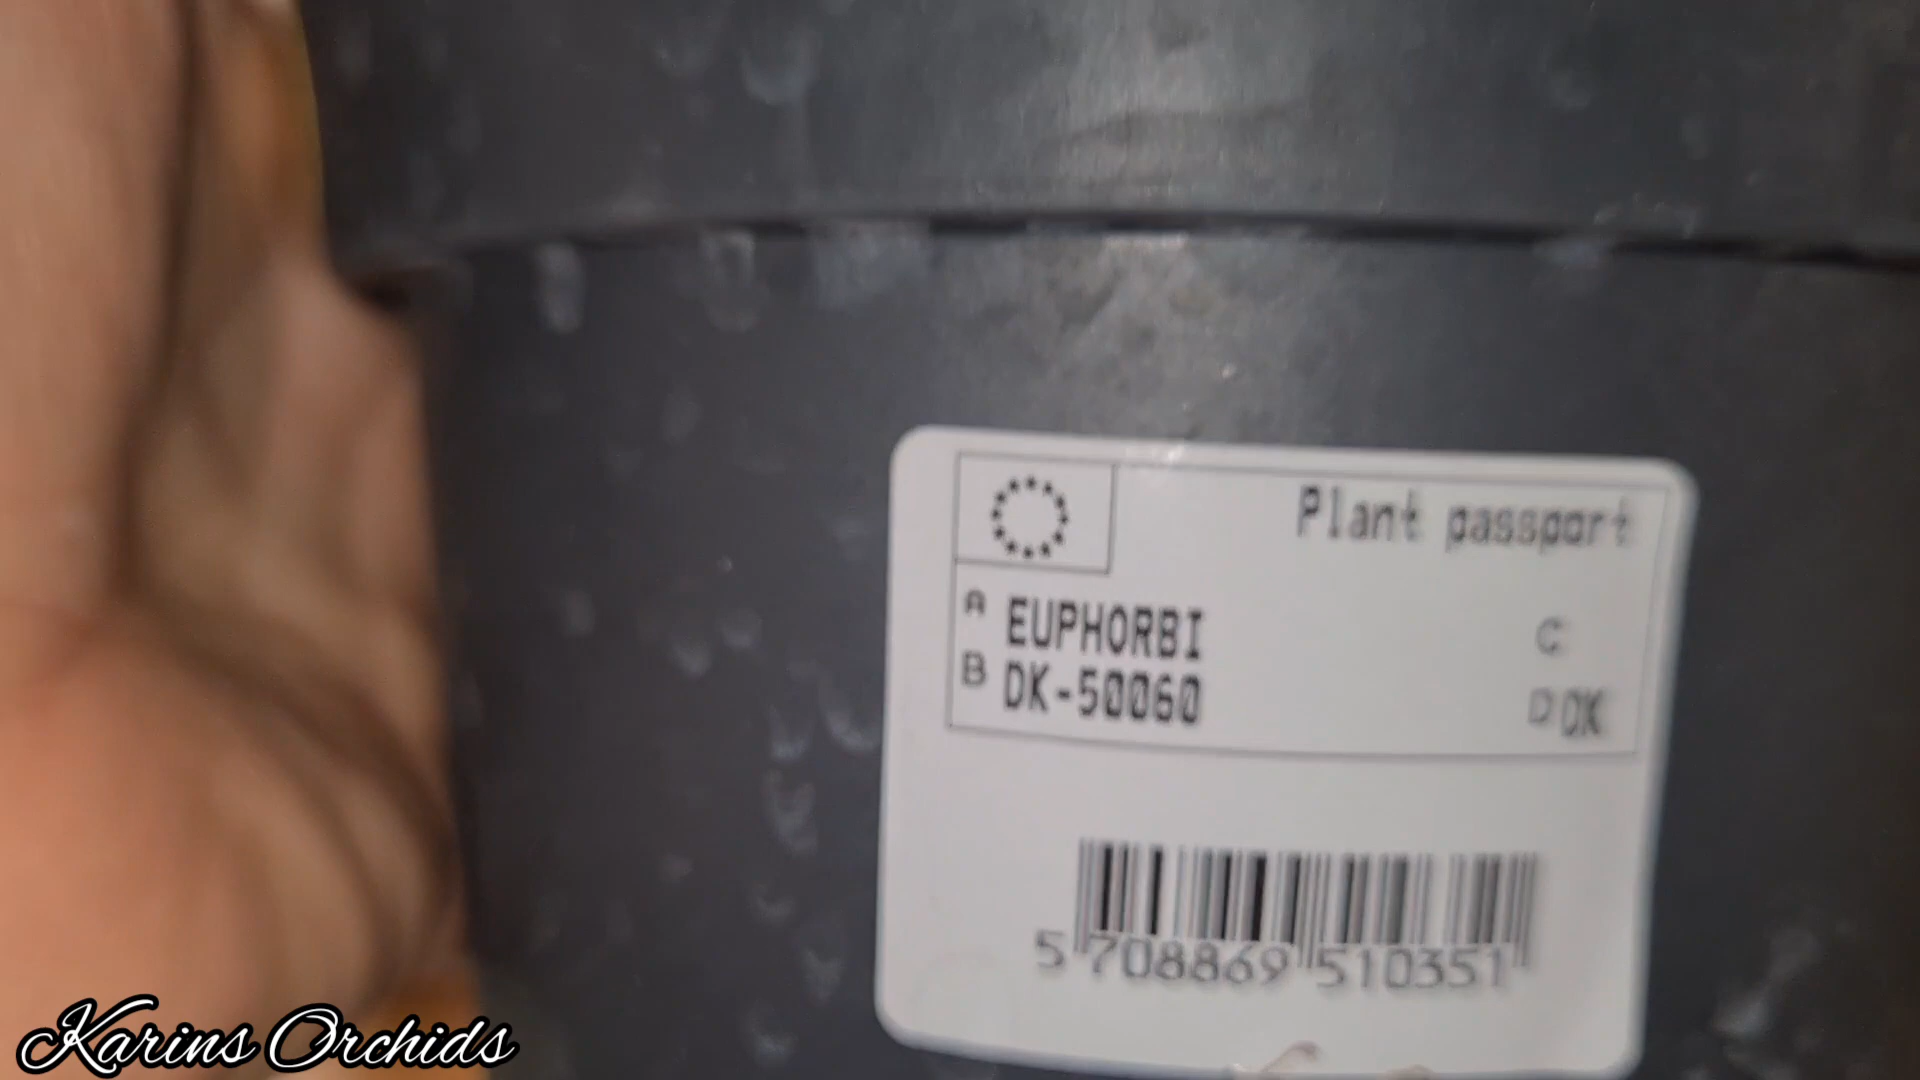 Plant passport
A EUPHORBI C
B DK-50060 D DK
5 708869 510351
Karins Orchids